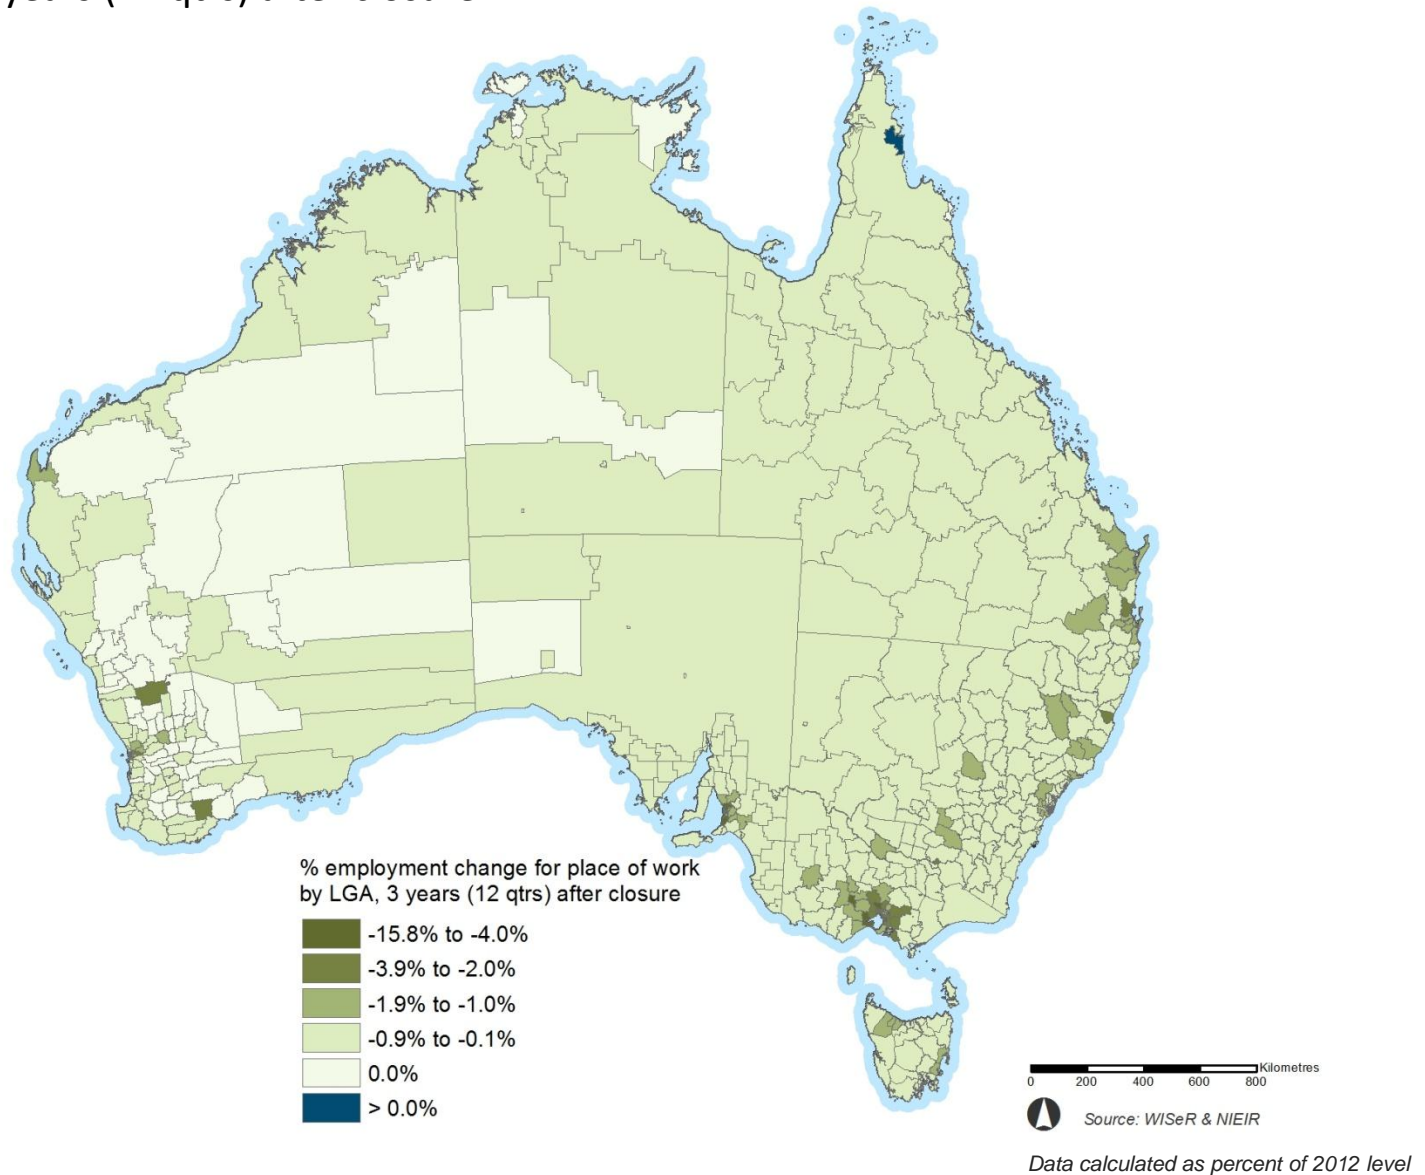 % employment change for place of work
by LGA, 3 years (12 qtrs) after closure
-15.8% to -4.0%
-3.9% to -2.0%
-1.9% to -1.0%
-0.9% to -0.1%
0.0%
> 0.0%
Kilometres
0 200 400 600 800
Source: WISeR & NIEIR
Data calculated as percent of 2012 level